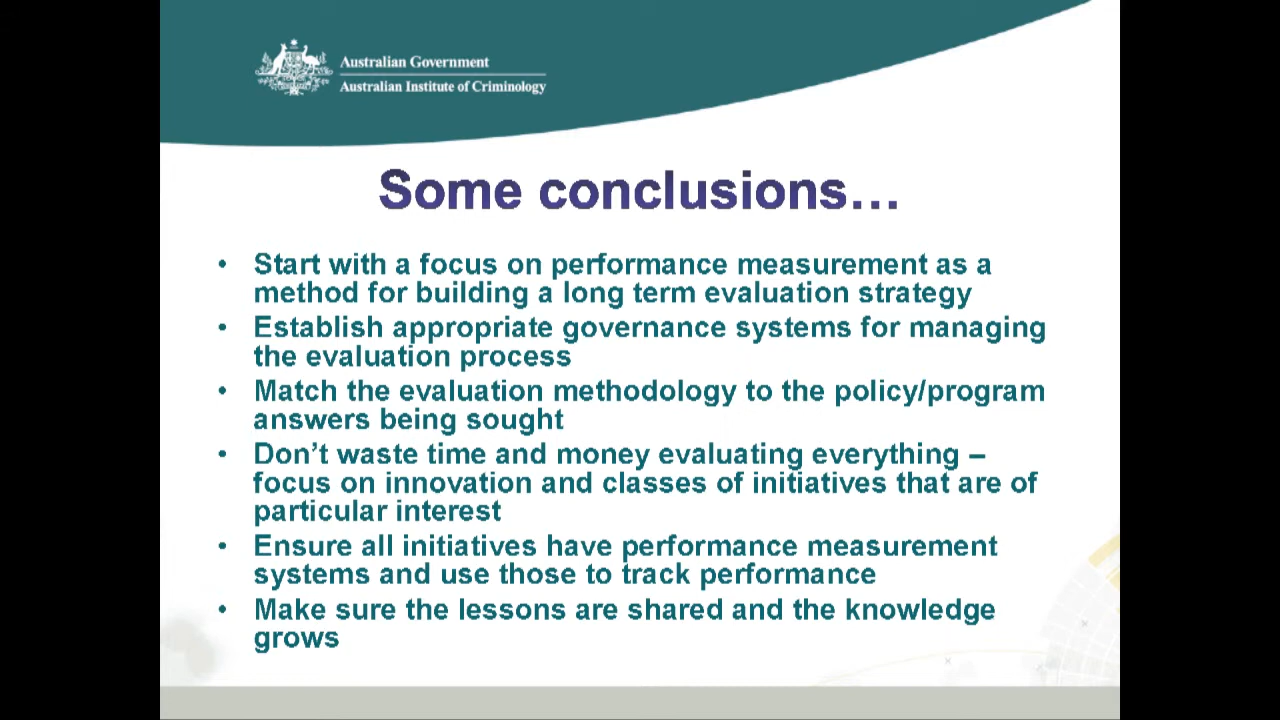 Australian Government
Australian Institute of Criminology
Some conclusions…
• Start with a focus on performance measurement as a
method for building a long term evaluation strategy
• Establish appropriate governance systems for managing
the evaluation process
• Match the evaluation methodology to the policy/program
answers being sought
• Don’t waste time and money evaluating everything –
focus on innovation and classes of initiatives that are of
particular interest
• Ensure all initiatives have performance measurement
systems and use those to track performance
• Make sure the lessons are shared and the knowledge
grows